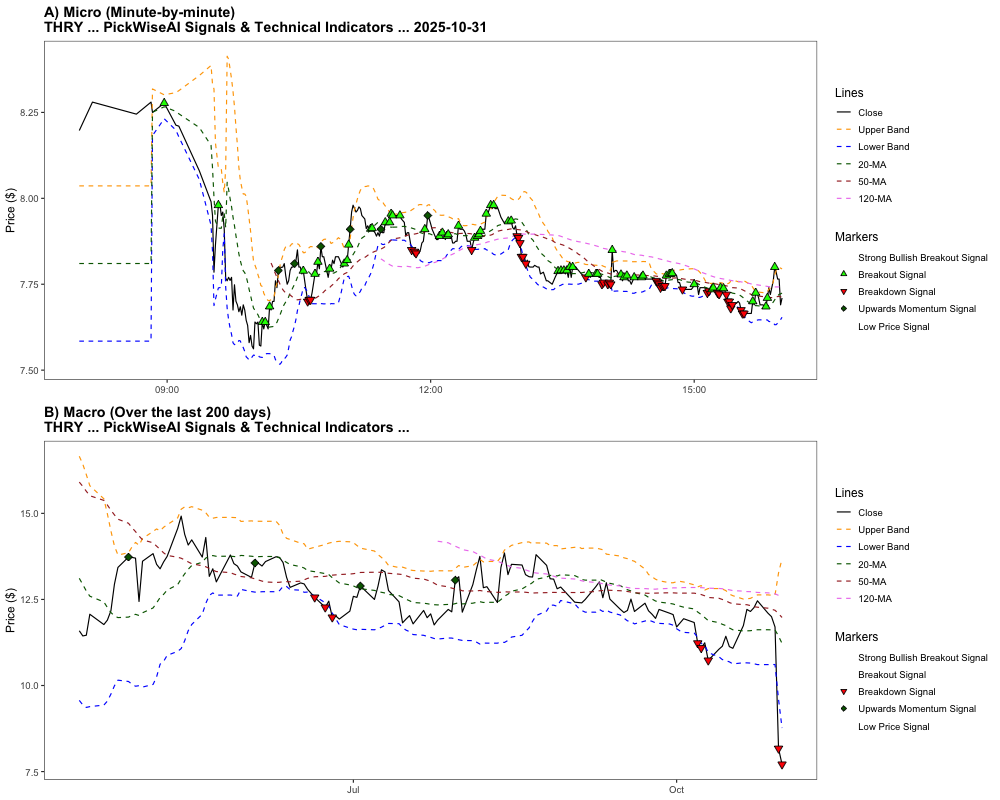 A) Micro (Minute-by-minute)
THRY ... PickWiseAI Signals & Technical Indicators ... 2025-10-31
Price ($)
8.25
8.00
7.75
7.50
09:00
12:00
15:00
Lines
Close
Upper Band
Lower Band
20-MA
50-MA
120-MA
Markers
Strong Bullish Breakout Signal
Breakout Signal
Breakdown Signal
Upwards Momentum Signal
Low Price Signal
B) Macro (Over the last 200 days)
THRY ... PickWiseAI Signals & Technical Indicators ...
Price ($)
15.0
12.5
10.0
7.5
Jul
Oct
Lines
Close
Upper Band
Lower Band
20-MA
50-MA
120-MA
Markers
Strong Bullish Breakout Signal
Breakout Signal
Breakdown Signal
Upwards Momentum Signal
Low Price Signal